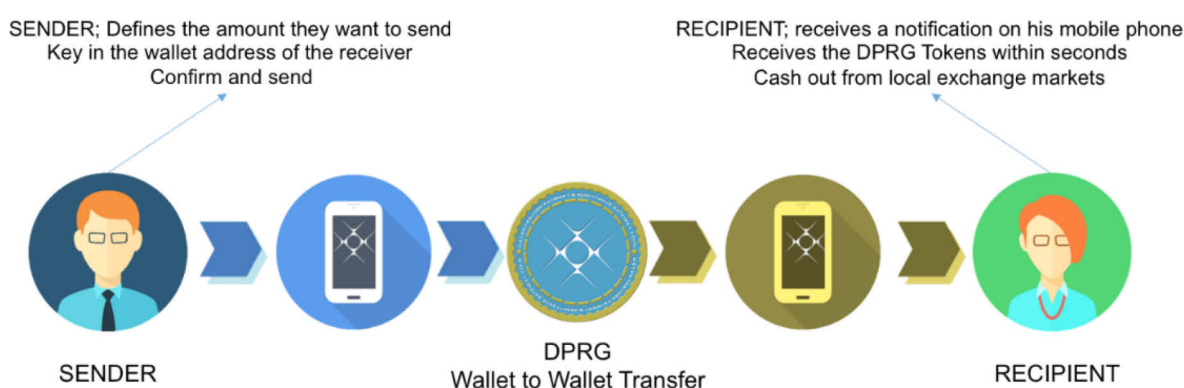 SENDER; Defines the amount they want to send
Key in the wallet address of the receiver
Confirm and send
RECIPIENT; receives a notification on his mobile phone
Receives the DPRG Tokens within seconds
Cash out from local exchange markets
SENDER
DPRG
Wallet to Wallet Transfer
RECIPIENT